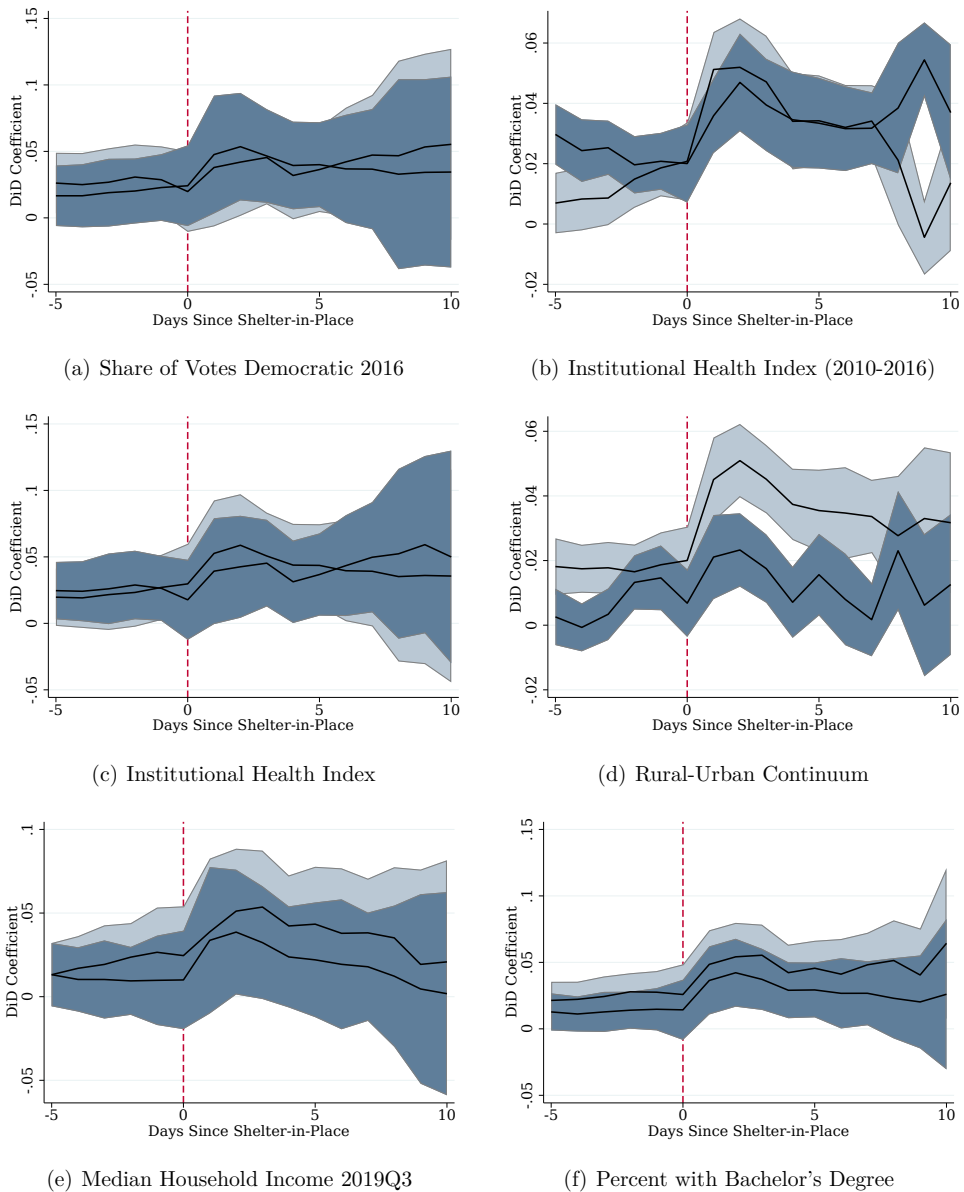 DiD Coefficient
-.05 0 .05 .1 .15
-5 0 5 10
Days Since Shelter-in-Place
(a) Share of Votes Democratic 2016
DiD Coefficient
-.02 0 .02 .04 .06
-5 0 5 10
Days Since Shelter-in-Place
(b) Institutional Health Index (2010-2016)
DiD Coefficient
-.05 0 .05 .1 .15
-5 0 5 10
Days Since Shelter-in-Place
(c) Institutional Health Index
DiD Coefficient
-.02 0 .02 .04 .06
-5 0 5 10
Days Since Shelter-in-Place
(d) Rural-Urban Continuum
DiD Coefficient
-.05 0 .05 .1
-5 0 5 10
Days Since Shelter-in-Place
(e) Median Household Income 2019Q3
DiD Coefficient
-.05 0 .05 .1 .15
-5 0 5 10
Days Since Shelter-in-Place
(f) Percent with Bachelor's Degree